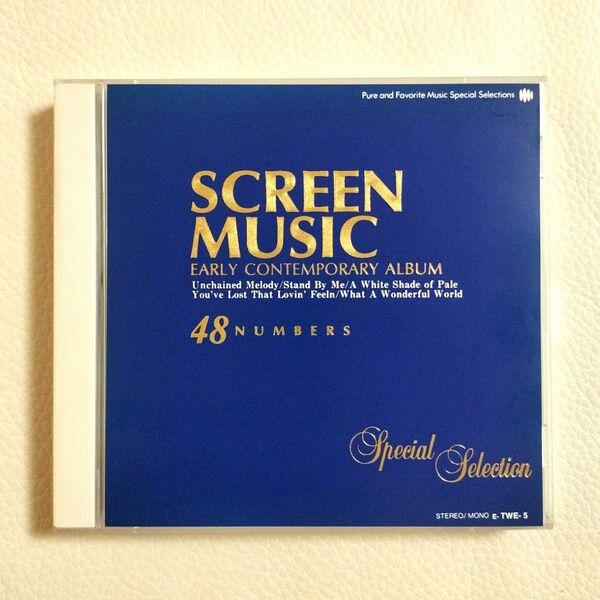 Pure and Favorite Music Special Selections
SCREEN
MUSIC
EARLY CONTEMPORARY ALBUM
Unchained Melody/Stand By Me/A White Shade of Pale
You've Lost That Lovin' Feeln/What A Wonderful World
48 NUMBERS
Special Selection
STEREO/MONO E-TWE-5